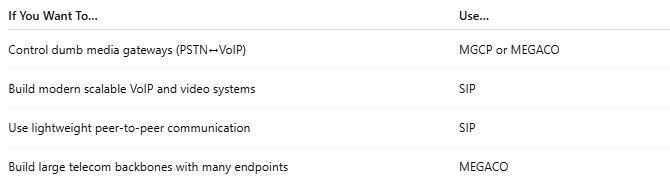 If You Want To... Use...
Control dumb media gateways (PSTN↔VoIP) MGCP or MEGACO
Build modern scalable VoIP and video systems SIP
Use lightweight peer-to-peer communication SIP
Build large telecom backbones with many endpoints MEGACO